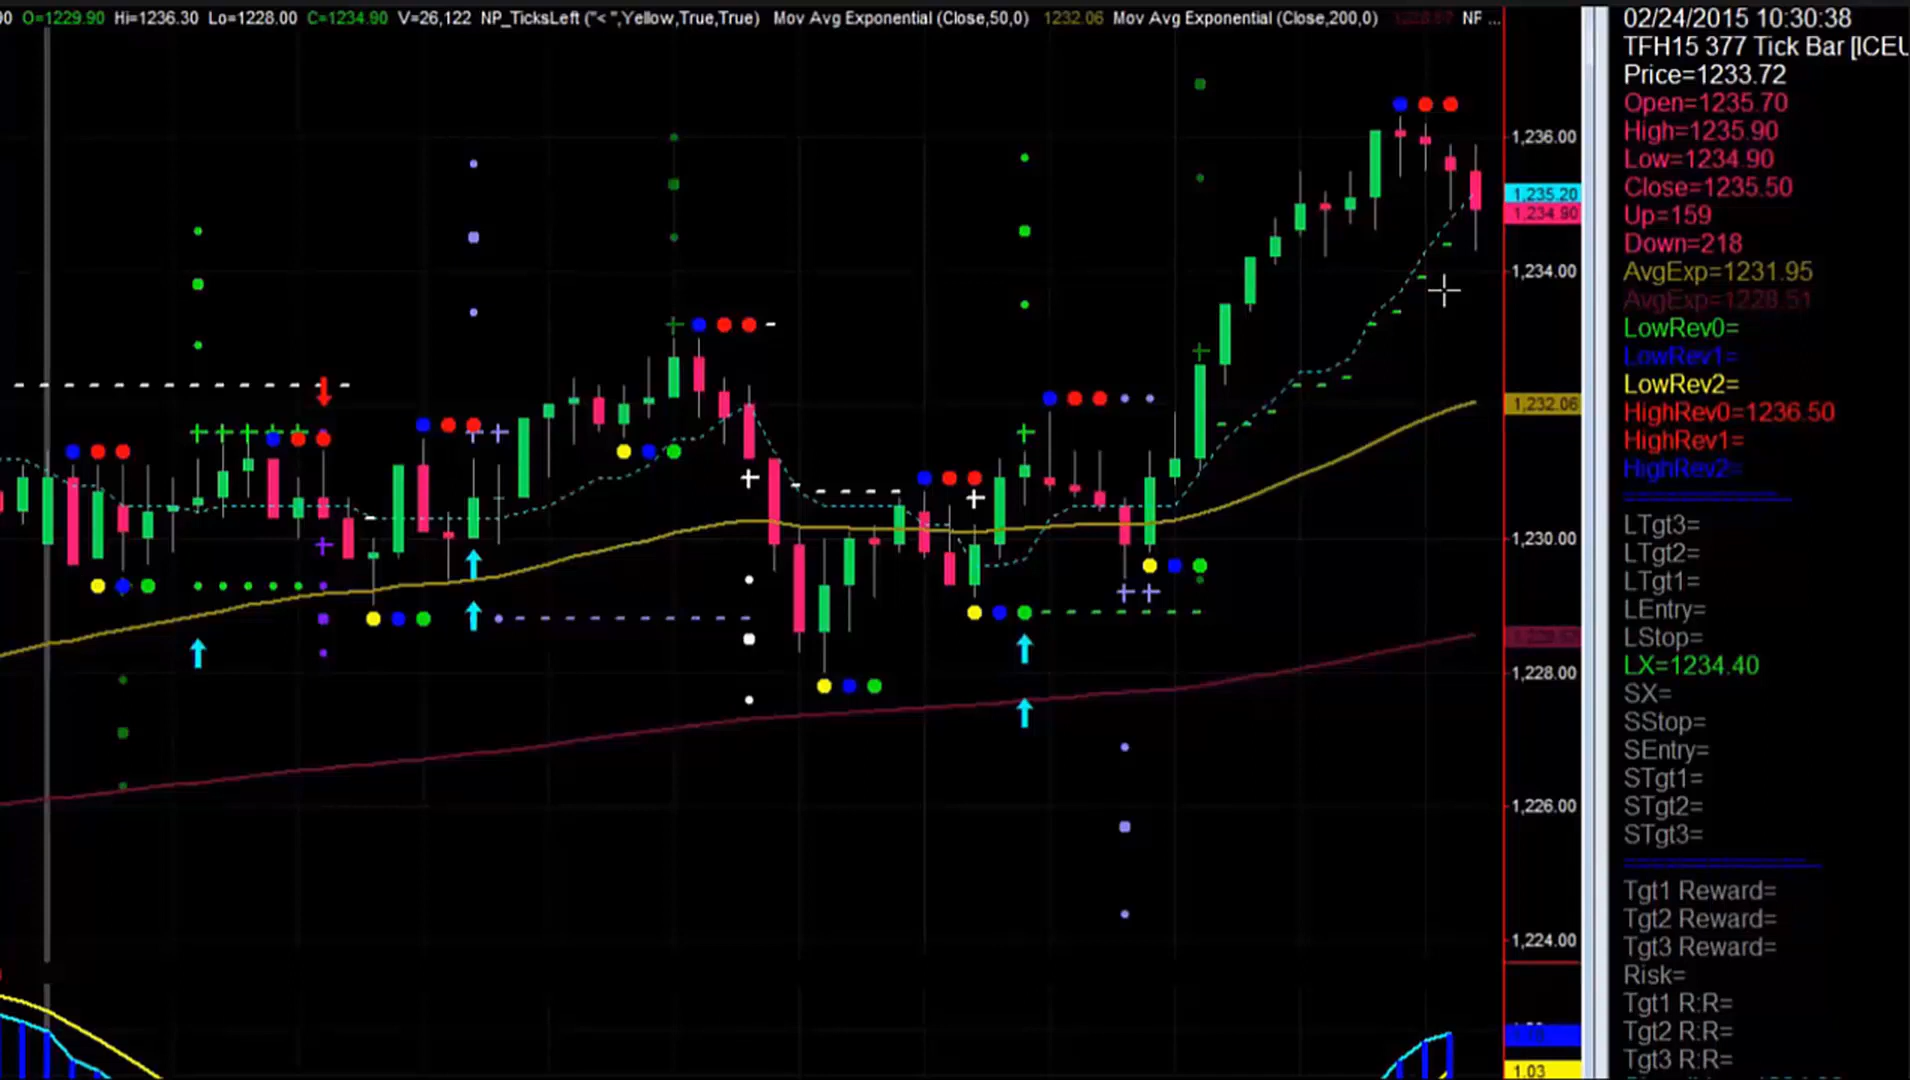 O=1229.90 Hi=1236.30 Lo=1228.00 C=1234.90 V=26,122 NP_TicksLeft ("< ",Yellow,True,True) Mov Avg Exponential (Close,50,0) 1232.06 Mov Avg Exponential (Close,200,0) NF ...
1,236.00
1,235.20
1,234.90
1,234.00
1,232.06
1,230.00
1,228.00
1,226.00
1,224.00
1.03
02/24/2015 10:30:38
TFH15 377 Tick Bar [ICEU
Price=1233.72
Open=1235.70
High=1235.90
Low=1234.90
Close=1235.50
Up=159
Down=218
AvgExp=1231.95
AvgExp=1228.51
LowRev0=
LowRev1=
LowRev2=
HighRev0=1236.50
HighRev1=
HighRev2=
LTgt3=
LTgt2=
LTgt1=
LEntry=
LStop=
LX=1234.40
SX=
SStop=
SEntry=
STgt1=
STgt2=
STgt3=
Tgt1 Reward=
Tgt2 Reward=
Tgt3 Reward=
Risk=
Tgt1 R:R=
Tgt2 R:R=
Tgt3 R:R=